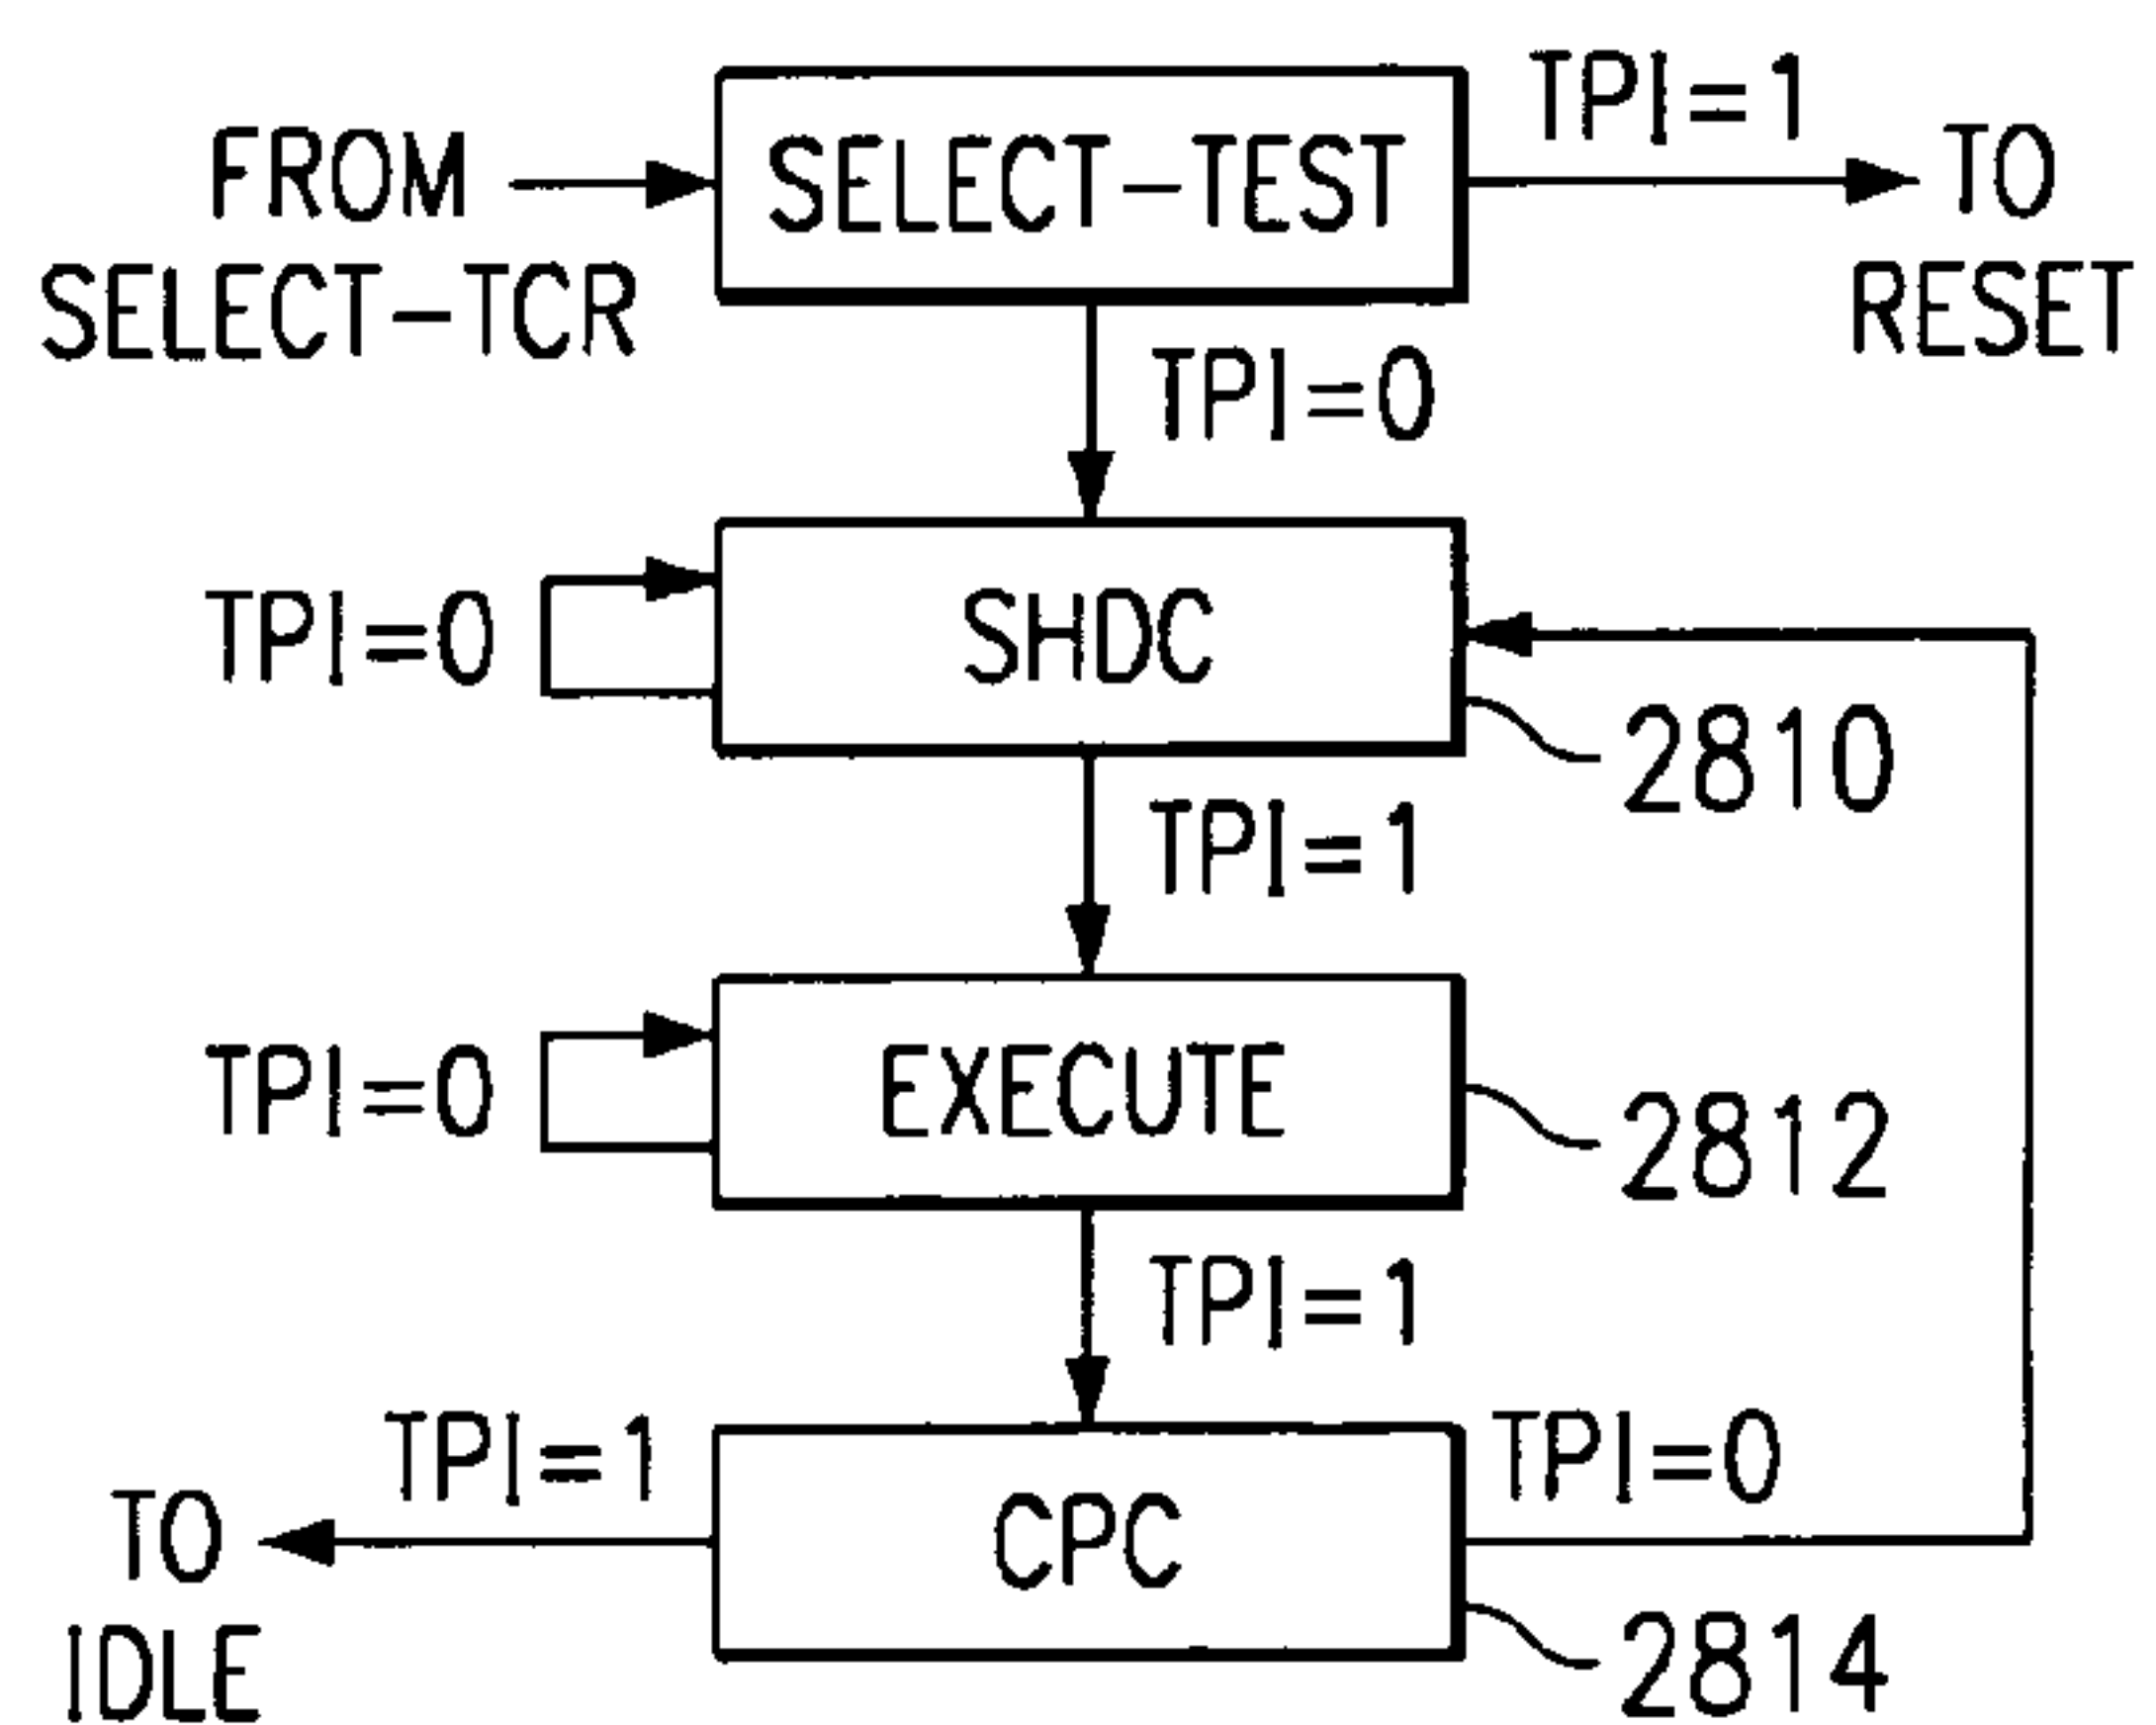 FROM
SELECT-TCR
SELECT-TEST
TPI=1
TO
RESET
TPI=0
TPI=0
SHDC
2810
TPI=1
TPI=0
EXECUTE
2812
TPI=1
TPI=1
TO
IDLE
CPC
TPI=0
2814